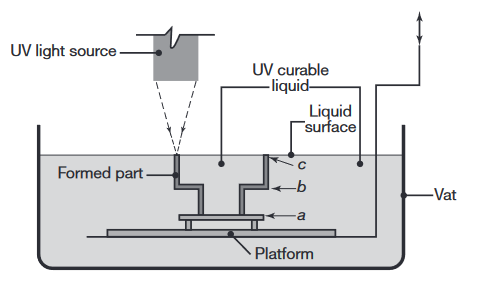 UV light source
UV curable
liquid
Liquid
surface
Formed part
c
b
a
Vat
Platform